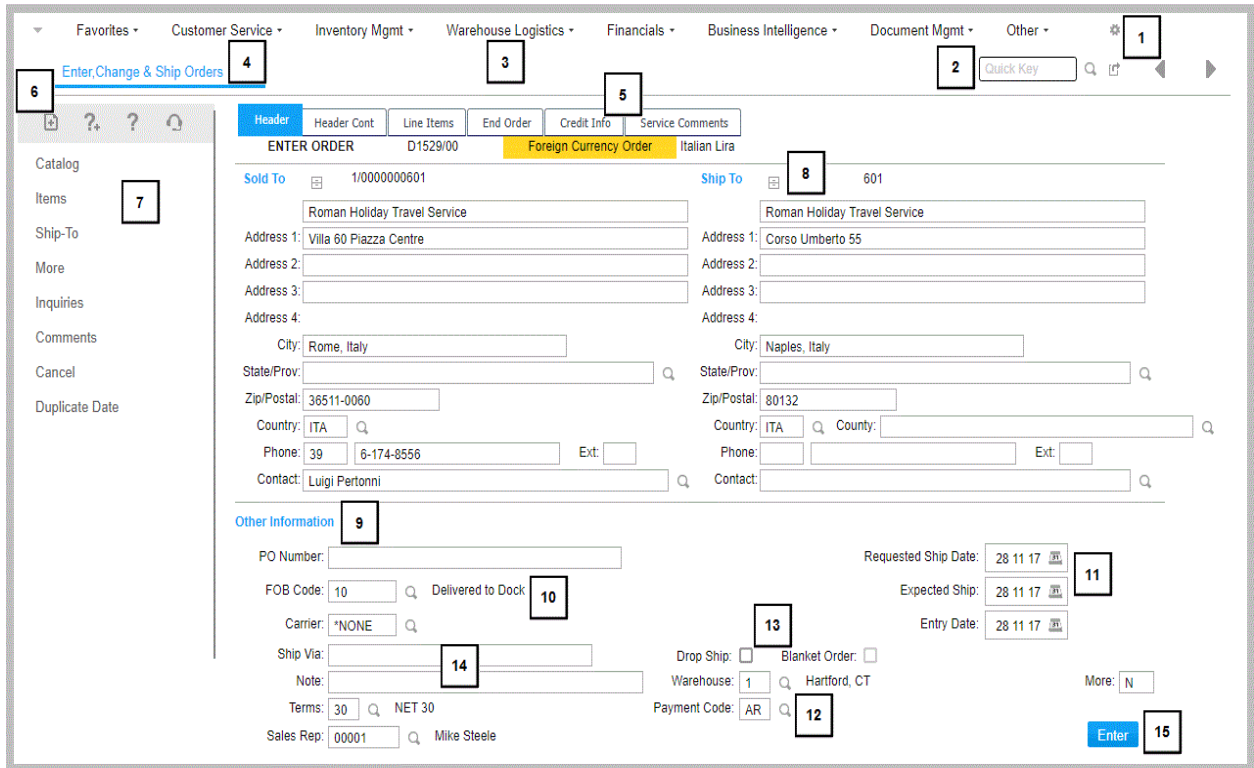 Favorites Customer Service Inventory Mgmt Warehouse Logistics Financials Business Intelligence Document Mgmt Other 1
Enter,Change & Ship Orders 4 3 2 Quick Key
6 5
Header Header Cont Line Items End Order Credit Info Service Comments
?+ ?
ENTER ORDER D1529/00 Foreign Currency Order Italian Lira
Catalog
Items
Ship-To
More
Inquiries
Comments
Cancel
Duplicate Date
7
Sold To 1/0000000601 Ship To 8 601
Roman Holiday Travel Service Roman Holiday Travel Service
Address 1: Villa 60 Piazza Centre Address 1: Corso Umberto 55
Address 2: Address 2:
Address 3: Address 3:
Address 4: Address 4:
City: Rome, Italy City: Naples, Italy
State/Prov: State/Prov:
Zip/Postal: 36511-0060 Zip/Postal: 80132
Country: ITA Country: ITA County:
Phone: 39 6-174-8556 Ext: Phone: Ext:
Contact: Luigi Pertonni Contact:
Other Information 9
PO Number: Requested Ship Date: 28 11 17 11
FOB Code: 10 Delivered to Dock 10 Expected Ship: 28 11 17
Carrier: *NONE 13 Entry Date: 28 11 17
Ship Via: 14 Drop Ship: Blanket Order:
Note: Warehouse: 1 Hartford, CT More: N
Terms: 30 NET 30 Payment Code: AR 12
Sales Rep: 00001 Mike Steele Enter 15